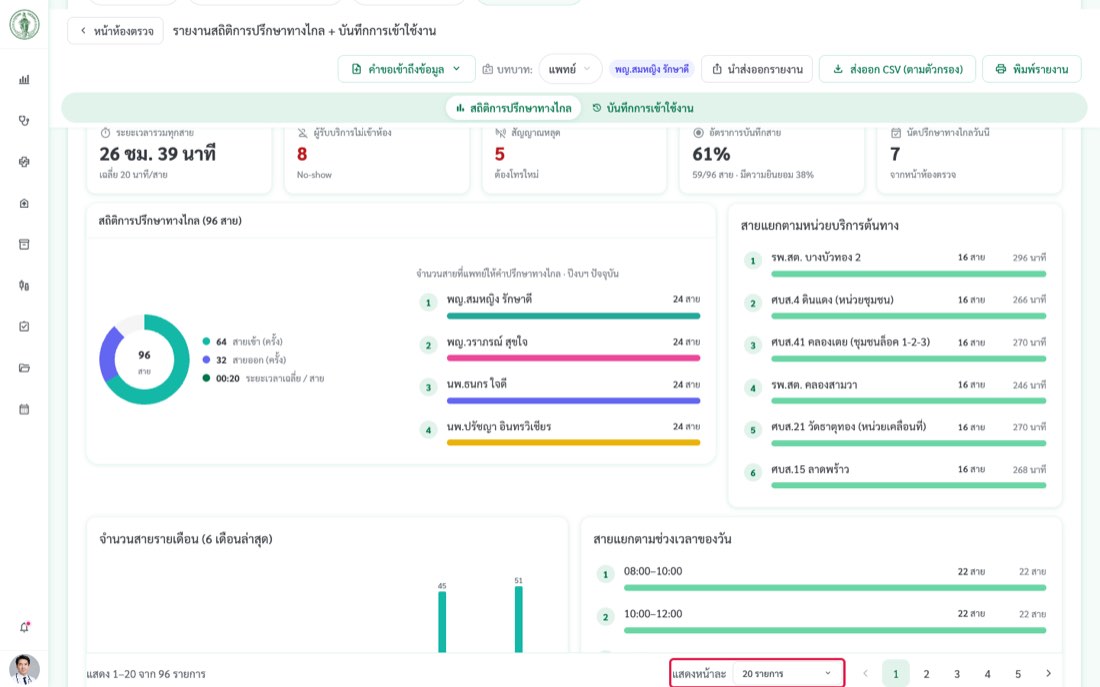 หน้าห้องตรวจ รายงานสถิติการปรึกษาทางไกล + บันทึกการเข้าใช้งาน
คำขอเข้าถึงข้อมูล บทบาท: แพทย์ พญ.สมหญิง รักษาดี นำส่งออกรายงาน ส่งออก CSV (ตามตัวกรอง) พิมพ์รายงาน
สถิติการปรึกษาทางไกล บันทึกการเข้าใช้งาน
ระยะเวลารวมทุกสาย ผู้รับบริการไม่เข้าห้อง สัญญาณหลุด อัตราการบันทึกสาย นัดปรึกษาทางไกลวันนี้
26 ชม. 39 นาที 8 5 61% 7
เฉลี่ย 20 นาที/สาย No-show ต้องโทรใหม่ 59/96 สาย · มีความยินยอม 38% จากหน้าห้องตรวจ
สถิติการปรึกษาทางไกล (96 สาย)
จำนวนสายที่แพทย์ให้คำปรึกษาทางไกล · ปีงบฯ ปัจจุบัน
1 พญ.สมหญิง รักษาดี 24 สาย
2 พญ.วราภรณ์ สุขใจ 24 สาย
3 นพ.ธนกร ใจดี 24 สาย
4 นพ.ปรัชญา อินทรวิเชียร 24 สาย
96
สาย
64 สายเข้า (ครั้ง)
32 สายออก (ครั้ง)
00:20 ระยะเวลาเฉลี่ย / สาย
สายแยกตามหน่วยบริการต้นทาง
1 รพ.สต. บางบัวทอง 2 16 สาย 296 นาที
2 ศบส.4 ดินแดง (หน่วยชุมชน) 16 สาย 266 นาที
3 ศบส.41 คลองเตย (ชุมชนล็อค 1-2-3) 16 สาย 270 นาที
4 รพ.สต. คลองสามวา 16 สาย 246 นาที
5 ศบส.21 วัดธาตุทอง (หน่วยเคลื่อนที่) 16 สาย 270 นาที
6 ศบส.15 ลาดพร้าว 16 สาย 268 นาที
จำนวนสายรายเดือน (6 เดือนล่าสุด)
45 51
สายแยกตามช่วงเวลาของวัน
1 08:00–10:00 22 สาย 22 สาย
2 10:00–12:00 22 สาย 22 สาย
แสดง 1–20 จาก 96 รายการ แสดงหน้าละ 20 รายการ 1 2 3 4 5